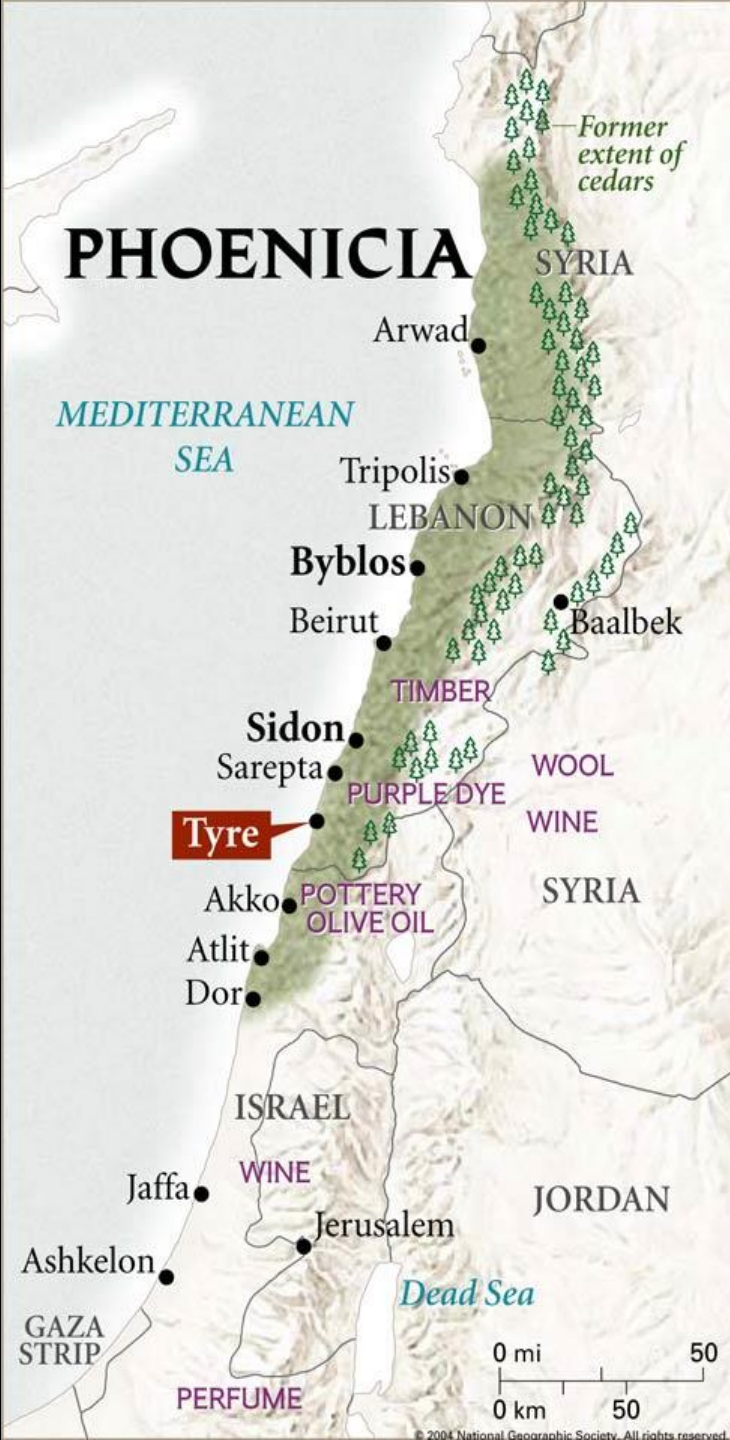 Former
extent of
cedars
PHOENICIA
SYRIA
Arwad
MEDITERRANEAN
SEA
Tripolis
LEBANON
Byblos
Beirut
Baalbek
TIMBER
Sidon
Sarepta
WOOL
PURPLE DYE
WINE
Tyre
SYRIA
Akko
POTTERY
OLIVE OIL
Atlit
Dor
ISRAEL
WINE
Jaffa
JORDAN
Jerusalem
Ashkelon
Dead Sea
GAZA
STRIP
0 mi 50
0 km 50
PERFUME
© 2004 National Geographic Society. All rights reserved.